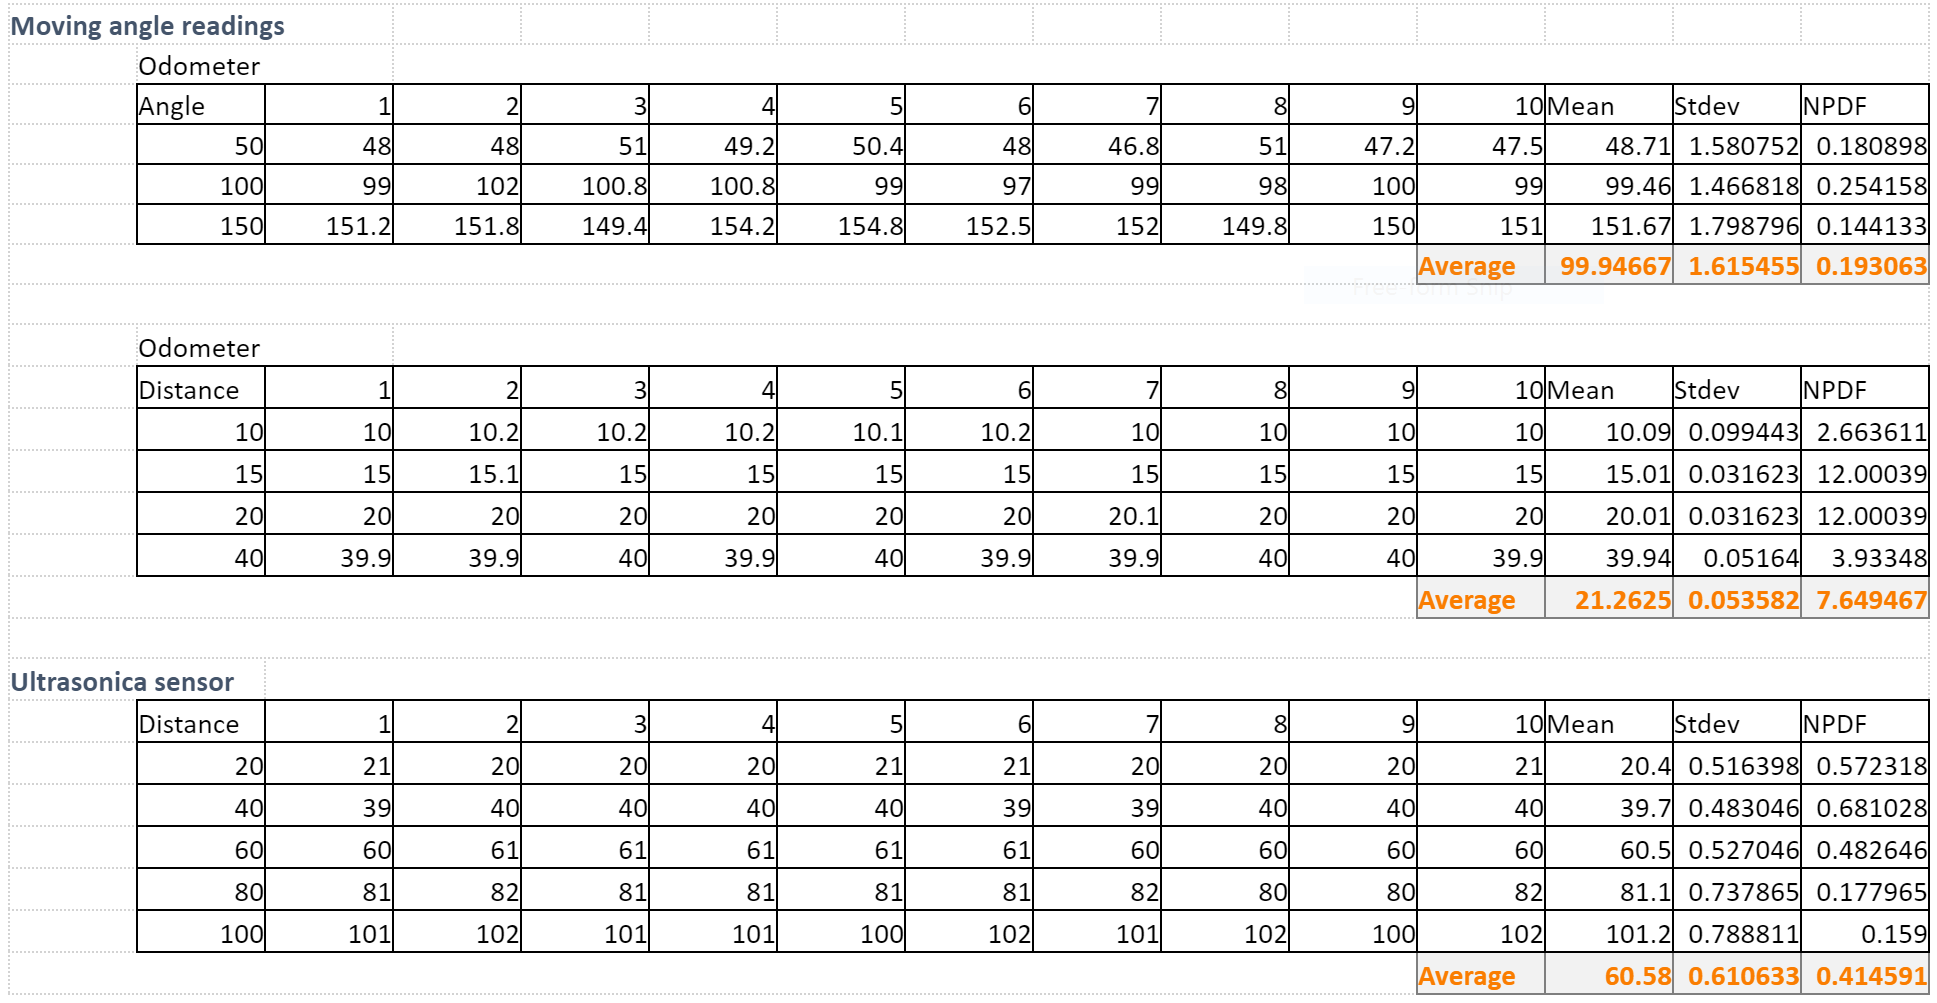 Moving angle readings
Odometer
Angle 1 2 3 4 5 6 7 8 9 10 Mean Stdev NPDF
50 48 48 51 49.2 50.4 48 46.8 51 47.2 47.5 48.71 1.580752 0.180898
100 99 102 100.8 100.8 99 97 99 98 100 99 99.46 1.466818 0.254158
150 151.2 151.8 149.4 154.2 154.8 152.5 152 149.8 150 151 151.67 1.798796 0.144133
Average 99.94667 1.615455 0.193063
Free-form Snip
Odometer
Distance 1 2 3 4 5 6 7 8 9 10 Mean Stdev NPDF
10 10 10.2 10.2 10.2 10.1 10.2 10 10 10 10 10.09 0.099443 2.663611
15 15 15.1 15 15 15 15 15 15 15 15 15.01 0.031623 12.00039
20 20 20 20 20 20 20 20.1 20 20 20 20.01 0.031623 12.00039
40 39.9 39.9 40 39.9 40 39.9 39.9 40 40 39.9 39.94 0.05164 3.93348
Average 21.2625 0.053582 7.649467
Ultrasonica sensor
Distance 1 2 3 4 5 6 7 8 9 10 Mean Stdev NPDF
20 21 20 20 20 21 21 20 20 20 21 20.4 0.516398 0.572318
40 39 40 40 40 40 39 39 40 40 40 39.7 0.483046 0.681028
60 60 61 61 61 61 61 60 60 60 60 60.5 0.527046 0.482646
80 81 82 81 81 81 81 82 80 80 82 81.1 0.737865 0.177965
100 101 102 101 101 100 102 101 102 100 102 101.2 0.788811 0.159
Average 60.58 0.610633 0.414591